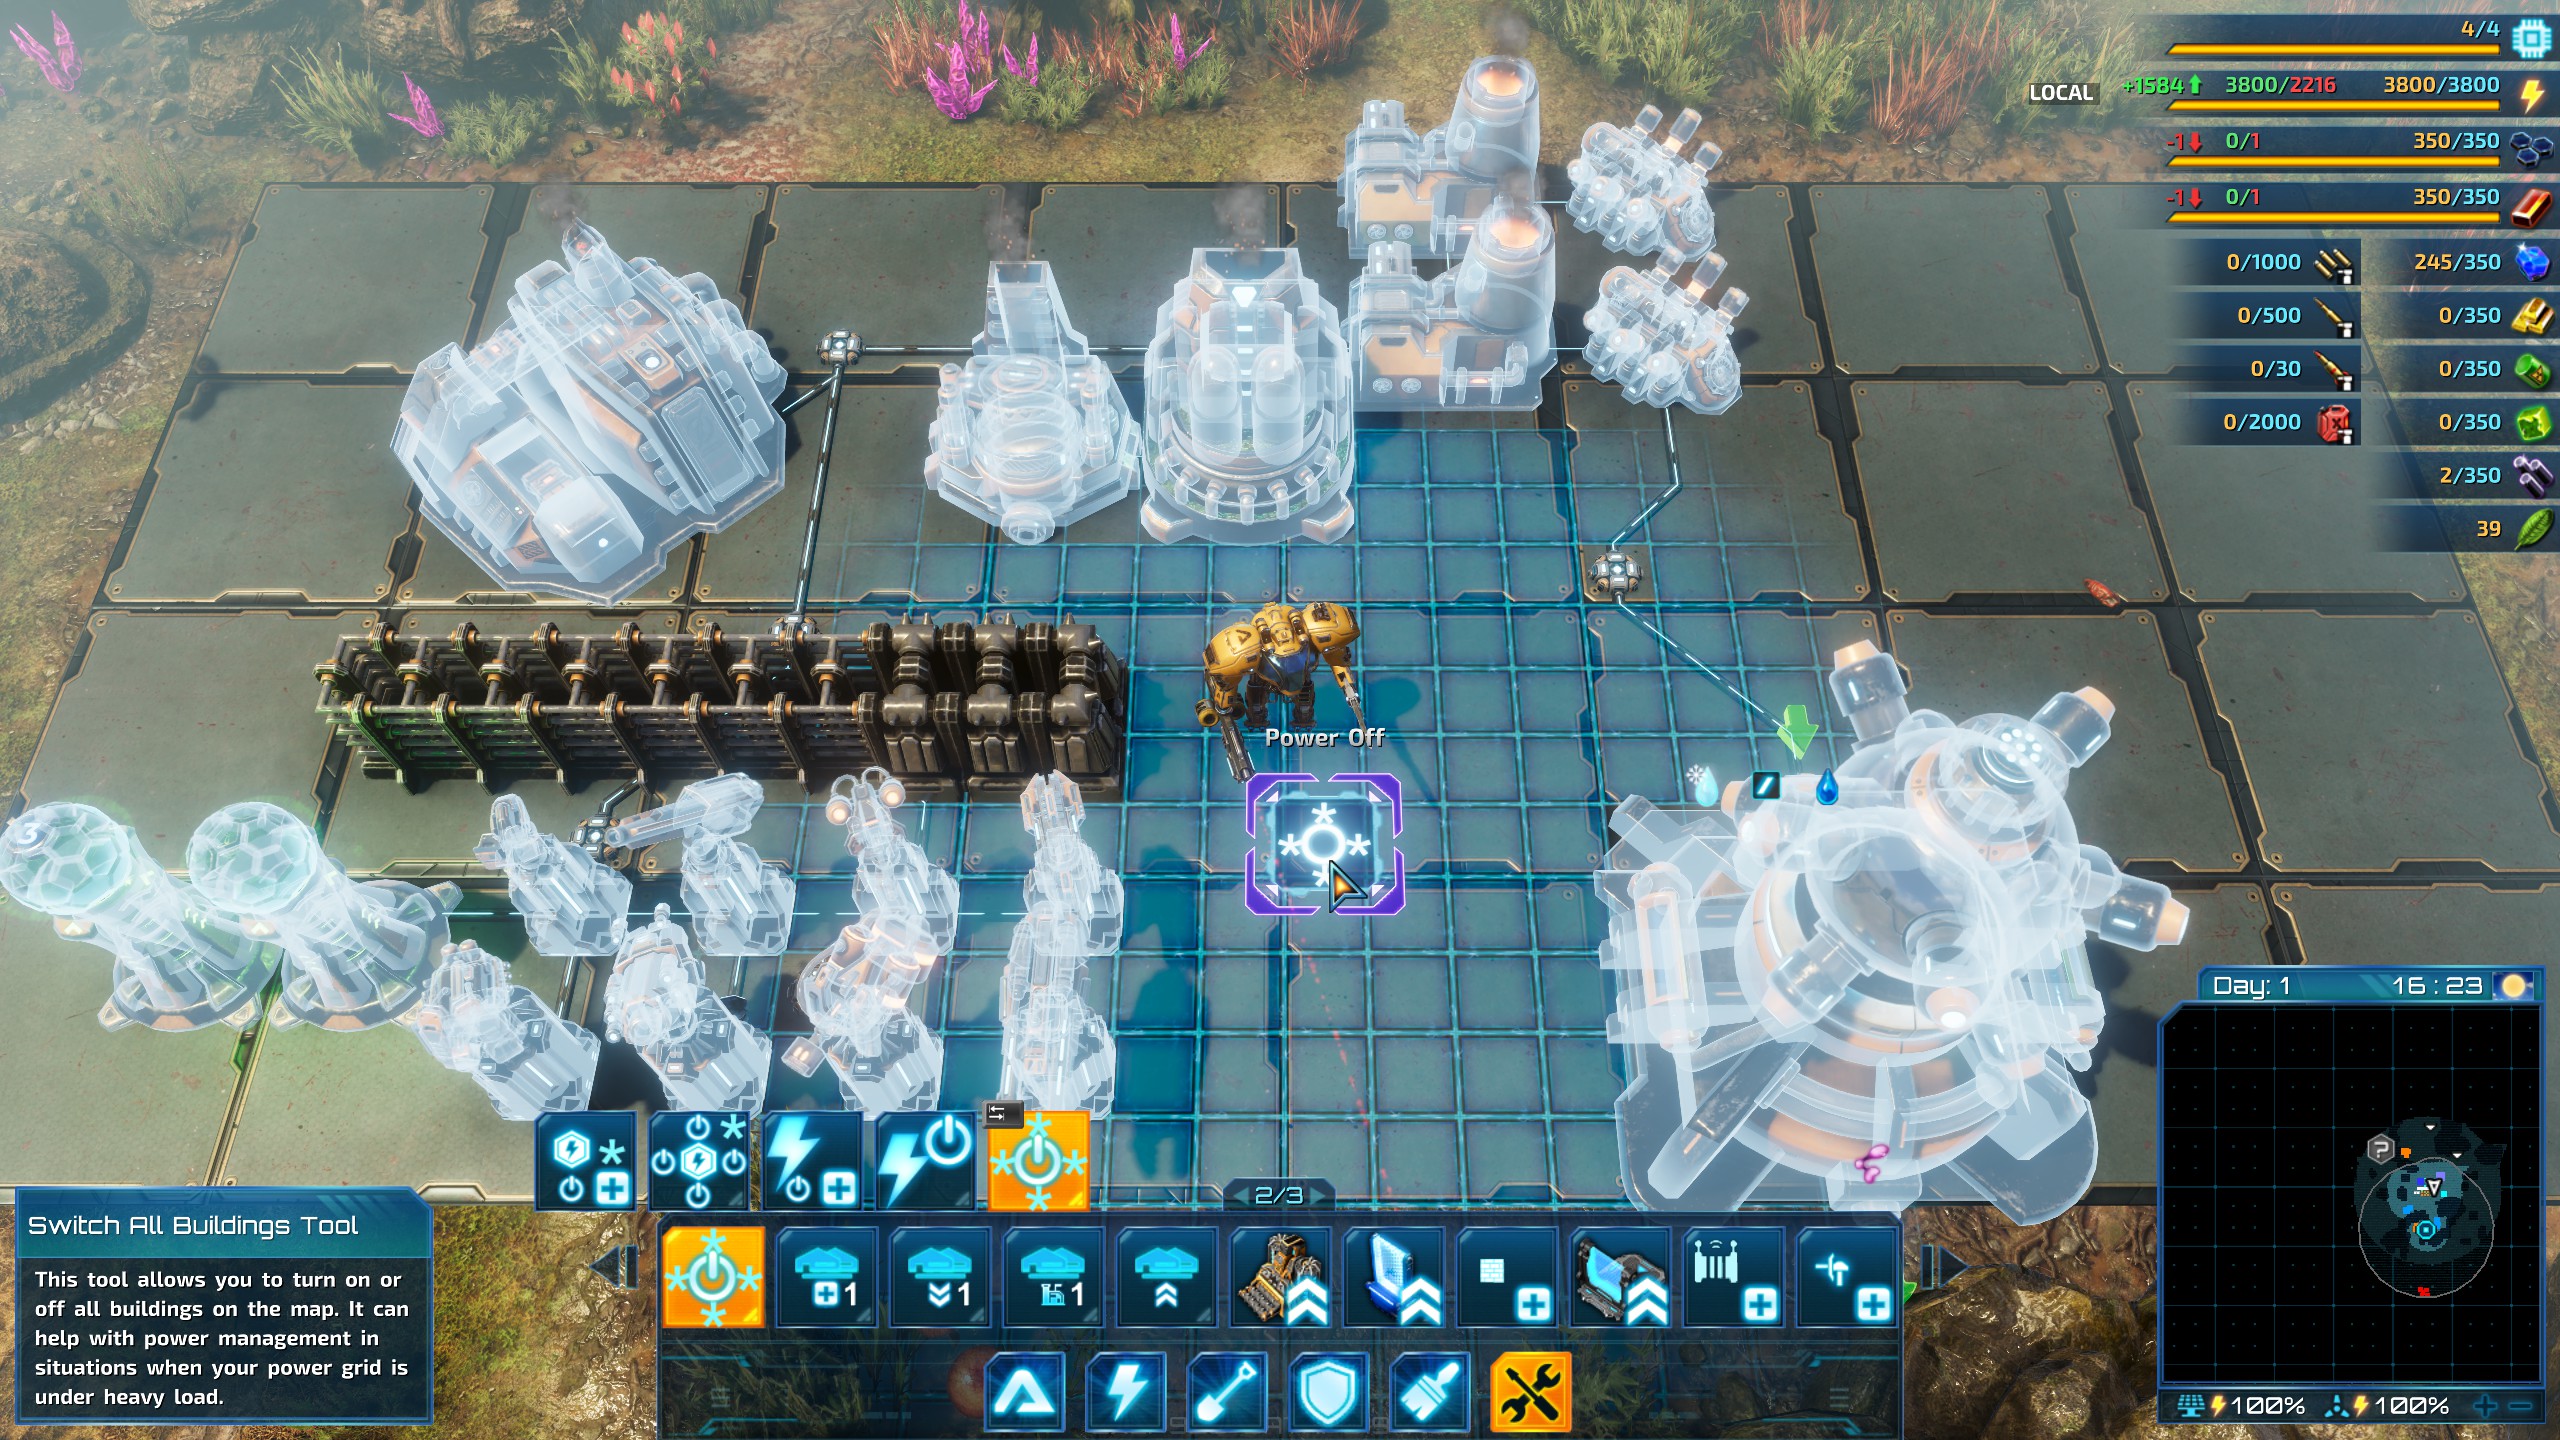 4/4
LOCAL
+1584 3800/2216 3800/3800
-1 0/1 350/350
-1 0/1 350/350
0/1000 245/350
0/500 0/350
0/30 0/350
0/2000 0/350
2/350
39
Power Off
3
Day: 1 16:23
?
2/3
Switch All Buildings Tool
This tool allows you to turn on or
off all buildings on the map. It can
help with power management in
situations when your power grid is
under heavy load.
1
1
1
100% 100%